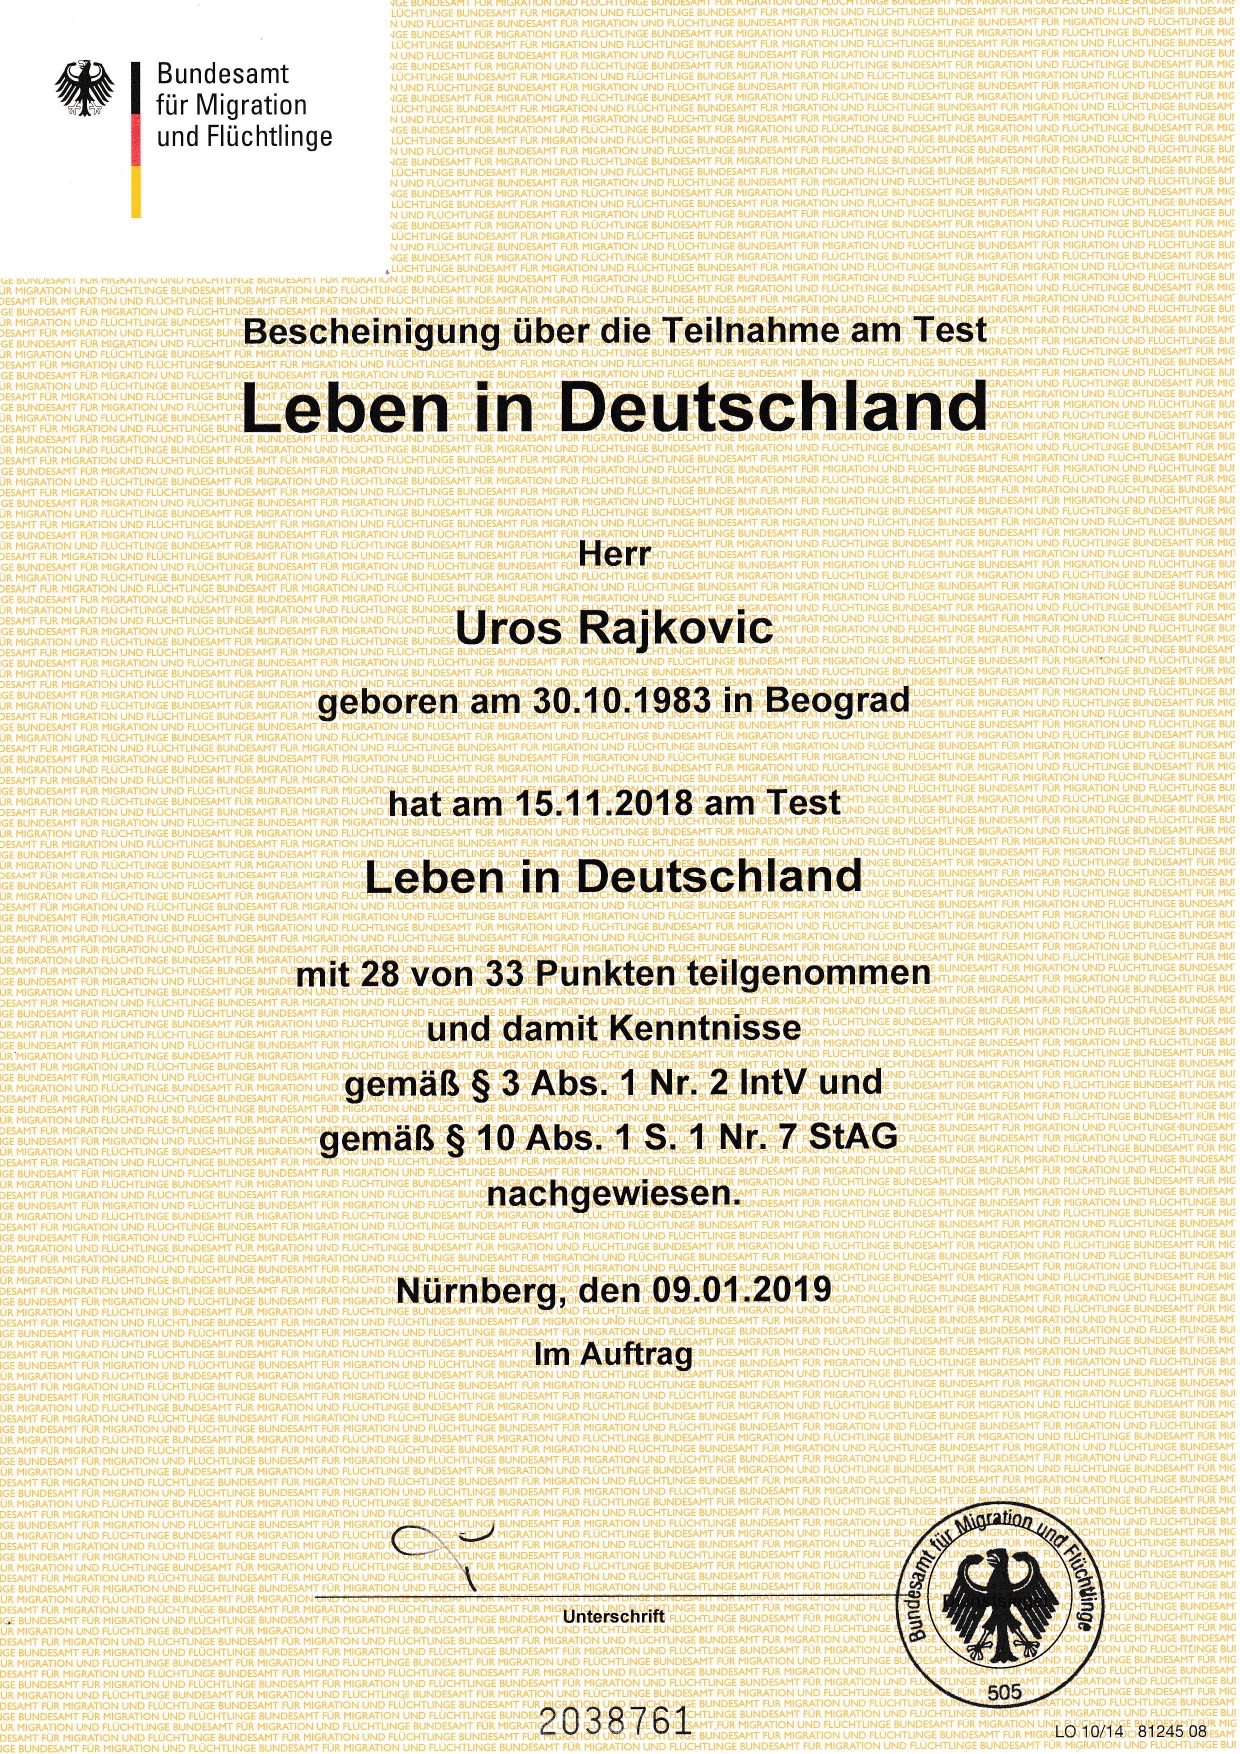 Bundesamt
für Migration
und Flüchtlinge
Bescheinigung über die Teilnahme am Test
Leben in Deutschland
Herr
Uros Rajkovic
geboren am 30.10.1983 in Beograd
hat am 15.11.2018 am Test
Leben in Deutschland
mit 28 von 33 Punkten teilgenommen
und damit Kenntnisse
gemäß § 3 Abs. 1 Nr. 2 IntV und
gemäß § 10 Abs. 1 S. 1 Nr. 7 StAG
nachgewiesen.
Nürnberg, den 09.01.2019
Im Auftrag
Unterschrift
Bundesamt für Migration und Flüchtlinge
505
2038761
LO 10/14 81245 08